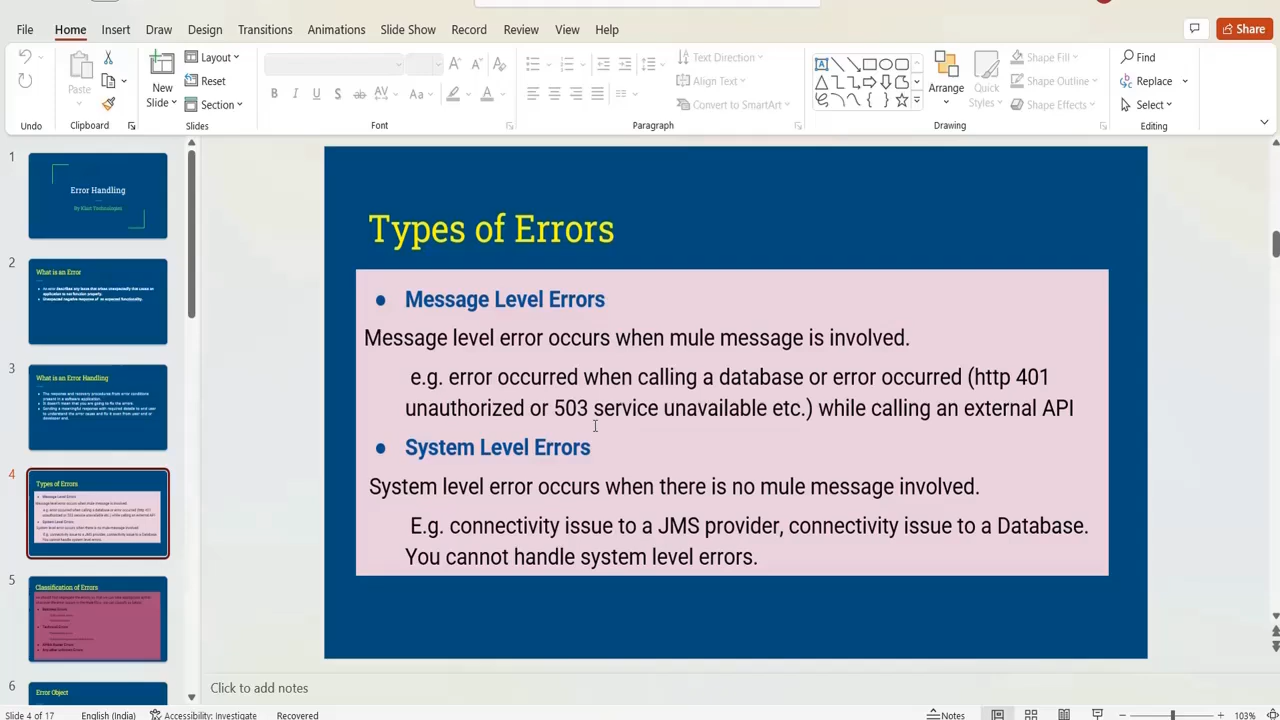 File Home Insert Draw Design Transitions Animations Slide Show Record Review View Help Share
Paste
New
Slide
Layout
Reset
Section
Text Direction
Align Text
Convert to SmartArt
Arrange
Quick
Styles
Shape Fill
Shape Outline
Shape Effects
Find
Replace
Select
Undo Clipboard Slides Font Paragraph Drawing Editing
1
Error Handling
2
What is an Error
3
What is an Error Handling
4
Types of Errors
5
Classification of Errors
6
Error Object
Types of Errors
● Message Level Errors
Message level error occurs when mule message is involved.
e.g. error occurred when calling a database or error occurred (http 401
unauthorized or 503 service unavailable etc.) while calling an external API
● System Level Errors
System level error occurs when there is no mule message involved.
E.g. connectivity issue to a JMS provider, connectivity issue to a Database.
You cannot handle system level errors.
Click to add notes
Slide 4 of 17 English (India) Accessibility: Investigate Recovered Notes 103%